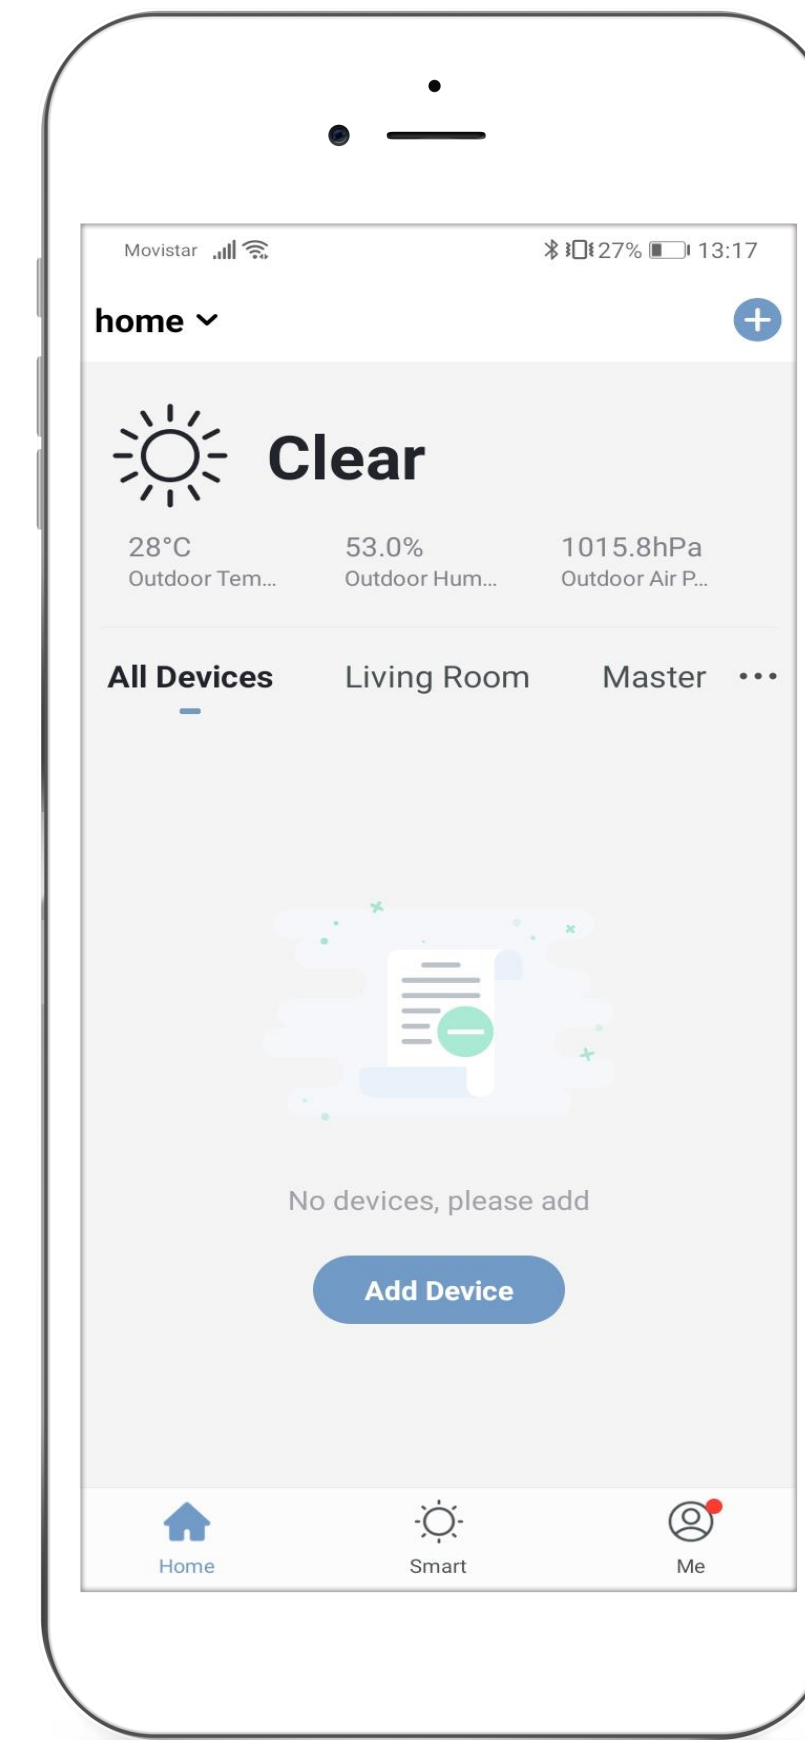 Movistar 27% 13:17
home
Clear
28°C 53.0% 1015.8hPa
Outdoor Tem... Outdoor Hum... Outdoor Air P...
All Devices Living Room Master ...
No devices, please add
Add Device
Home Smart Me